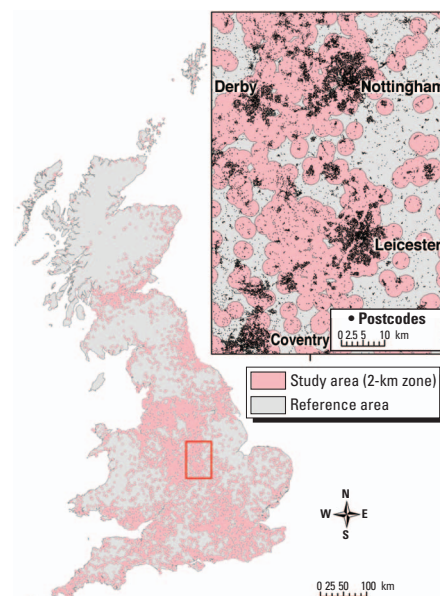 Derby
Nottingham
Leicester
Coventry
• Postcodes
0 2.5 5 10 km
Study area (2-km zone)
Reference area
N
W E
S
0 25 50 100 km